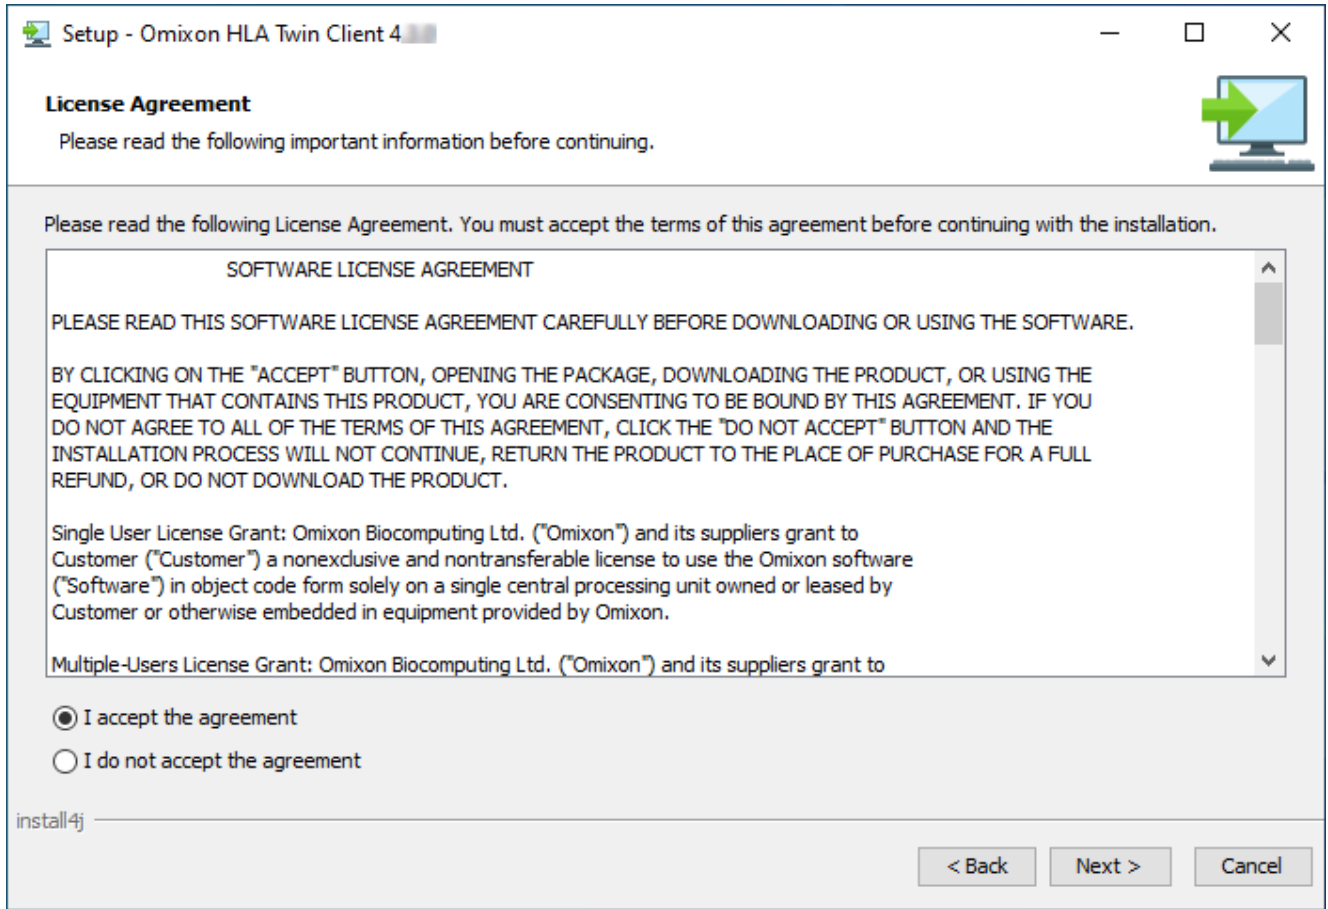 Setup - Omixon HLA Twin Client 4
License Agreement
Please read the following important information before continuing.
Please read the following License Agreement. You must accept the terms of this agreement before continuing with the installation.
SOFTWARE LICENSE AGREEMENT
PLEASE READ THIS SOFTWARE LICENSE AGREEMENT CAREFULLY BEFORE DOWNLOADING OR USING THE SOFTWARE.
BY CLICKING ON THE "ACCEPT" BUTTON, OPENING THE PACKAGE, DOWNLOADING THE PRODUCT, OR USING THE
EQUIPMENT THAT CONTAINS THIS PRODUCT, YOU ARE CONSENTING TO BE BOUND BY THIS AGREEMENT. IF YOU
DO NOT AGREE TO ALL OF THE TERMS OF THIS AGREEMENT, CLICK THE "DO NOT ACCEPT" BUTTON AND THE
INSTALLATION PROCESS WILL NOT CONTINUE, RETURN THE PRODUCT TO THE PLACE OF PURCHASE FOR A FULL
REFUND, OR DO NOT DOWNLOAD THE PRODUCT.
Single User License Grant: Omixon Biocomputing Ltd. ("Omixon") and its suppliers grant to
Customer ("Customer") a nonexclusive and nontransferable license to use the Omixon software
("Software") in object code form solely on a single central processing unit owned or leased by
Customer or otherwise embedded in equipment provided by Omixon.
Multiple-Users License Grant: Omixon Biocomputing Ltd. ("Omixon") and its suppliers grant to
I accept the agreement
I do not accept the agreement
install4j
< Back
Next >
Cancel